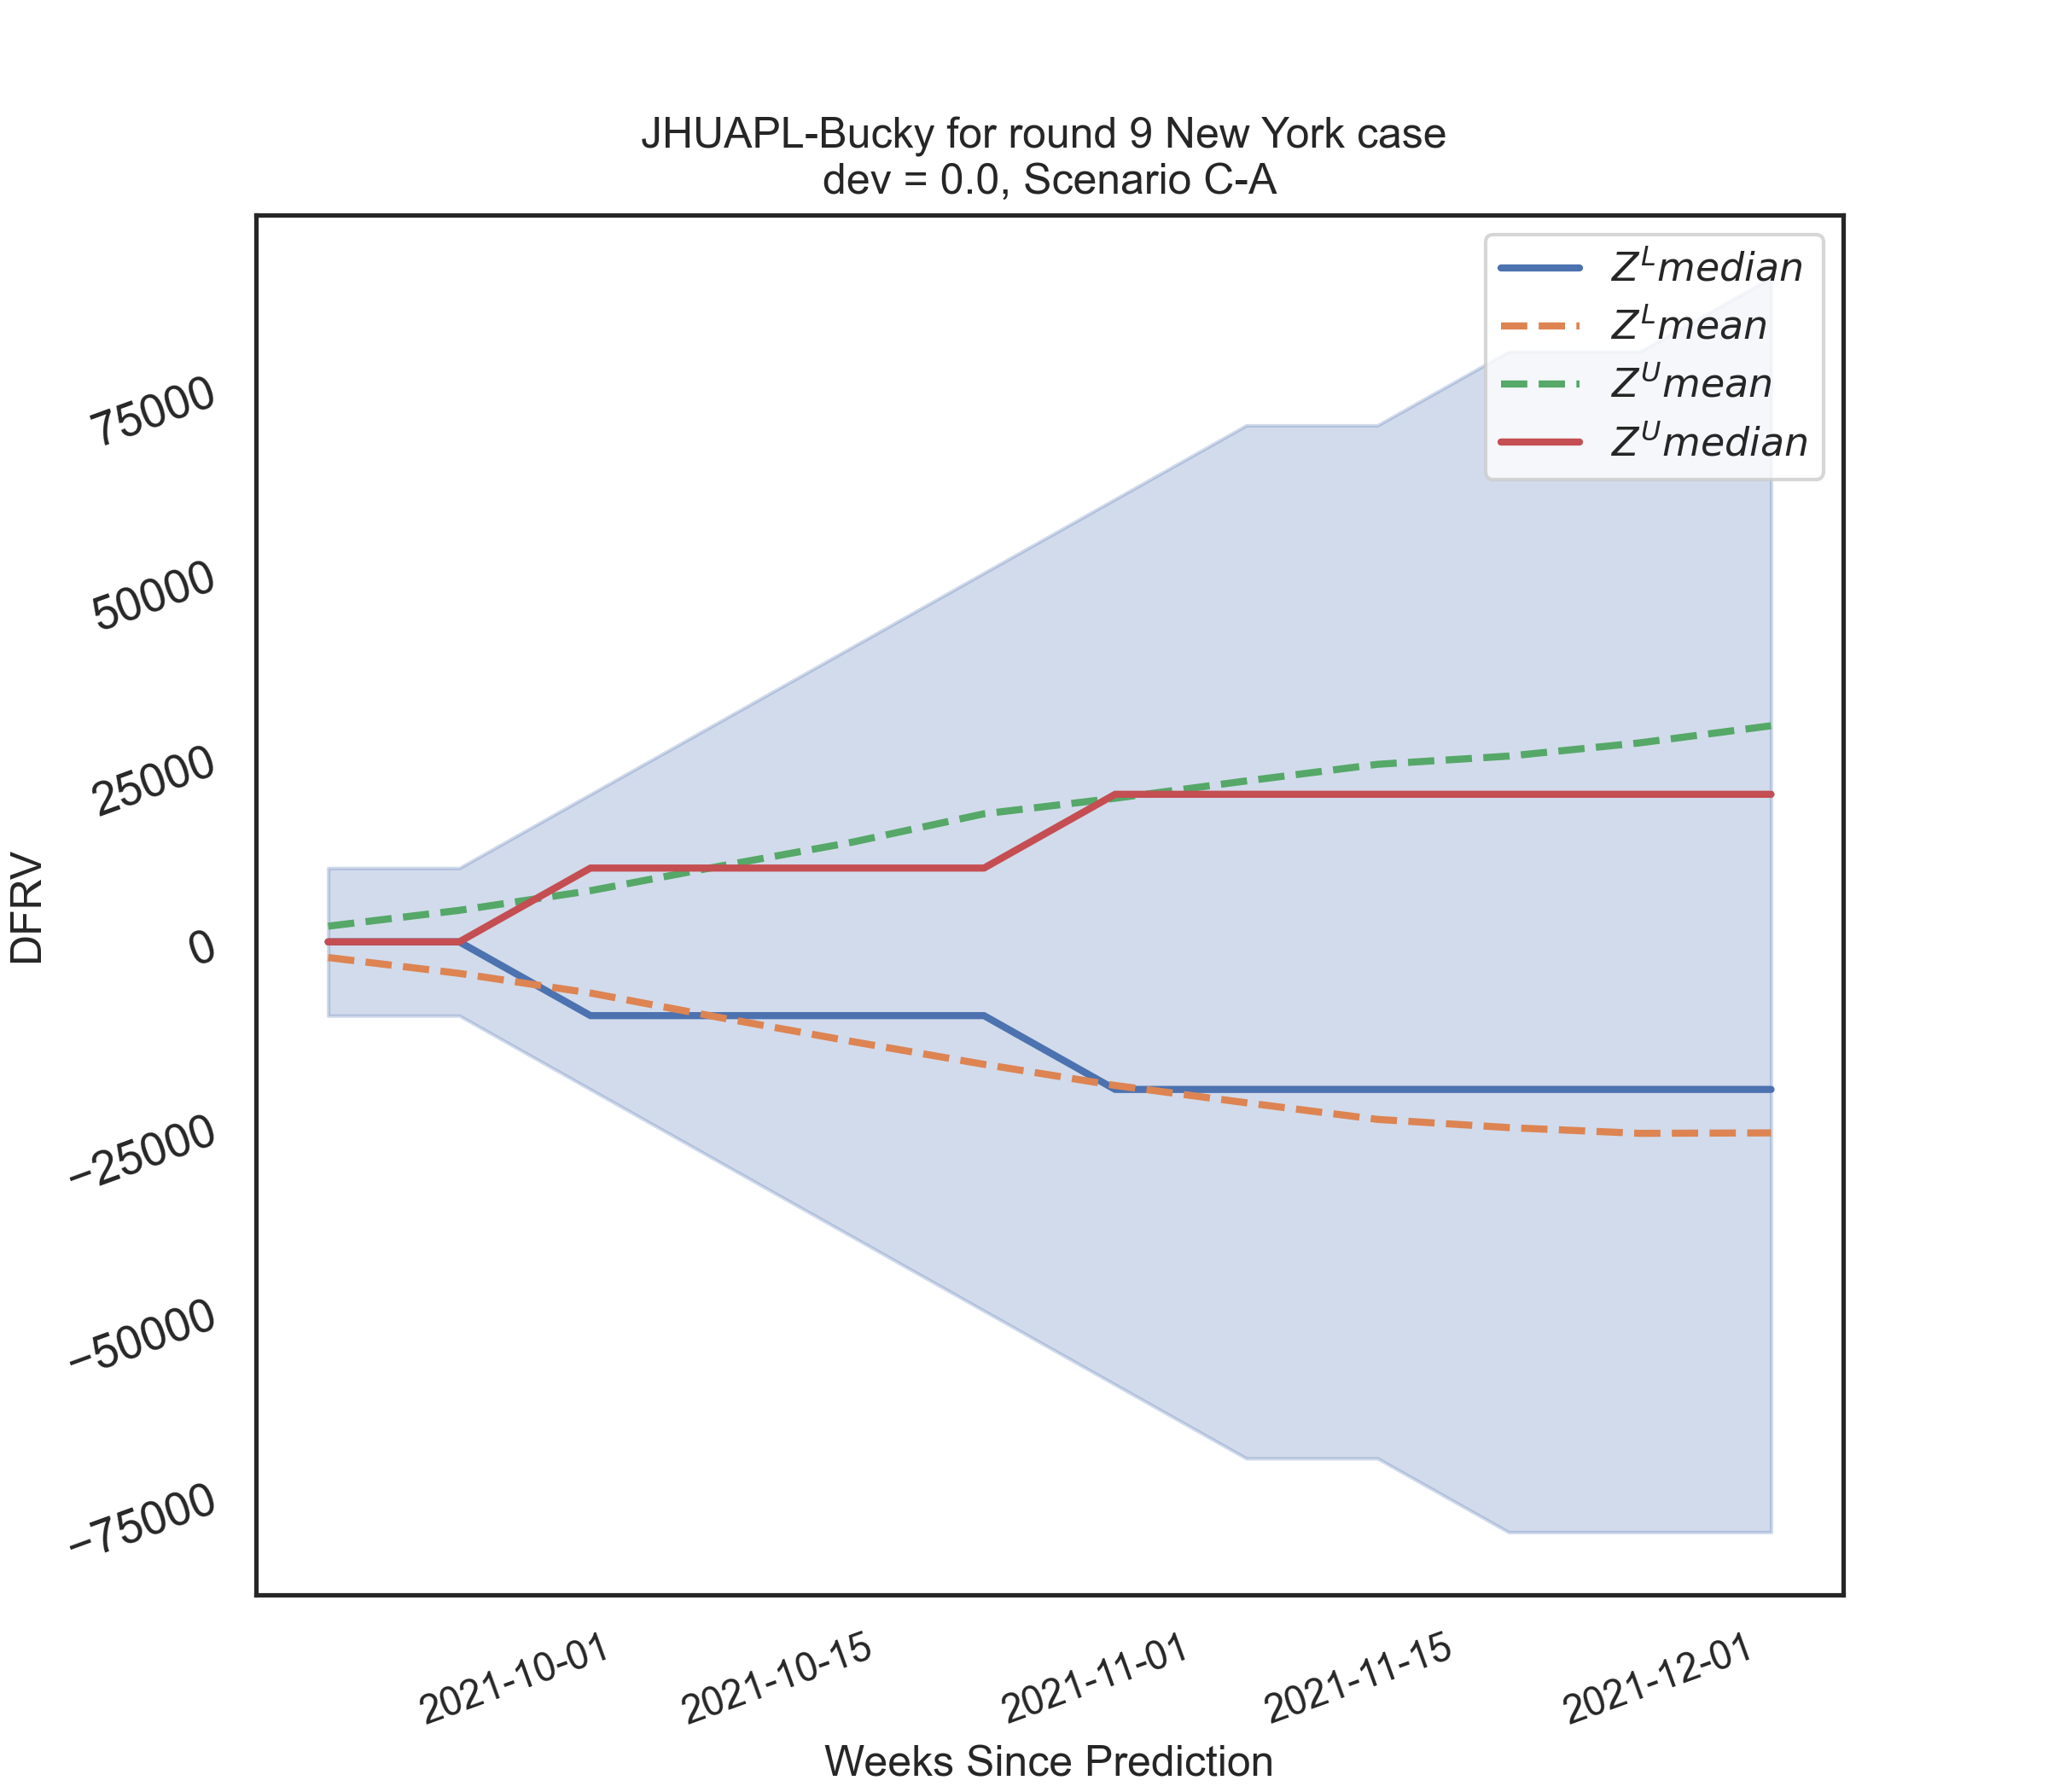 JHUAPL-Bucky for round 9 New York case
dev = 0.0, Scenario C-A
Z^L median
Z^L mean
Z^U mean
Z^U median
75000
50000
25000
0
−25000
−50000
−75000
DFRV
2021-10-01
2021-10-15
2021-11-01
2021-11-15
2021-12-01
Weeks Since Prediction